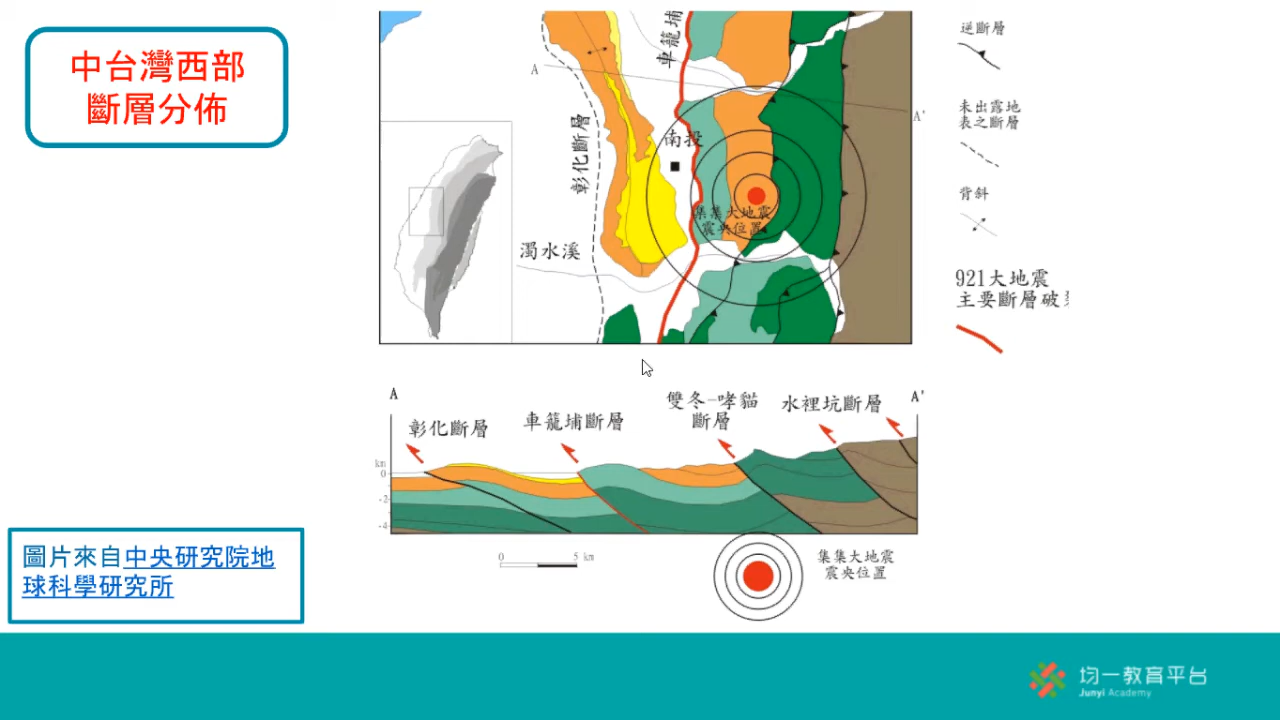 中台灣西部
斷層分佈
A
車籠埔
A'
彰化斷層
南投
集集大地震
震央位置
濁水溪
逆斷層
未出露地
表之斷層
背斜
921大地震
主要斷層破
A
A'
彰化斷層
車籠埔斷層
雙冬-哮貓
斷層
水裡坑斷層
km
0
-2
-4
0 5 km
集集大地震
震央位置
圖片來自中央研究院地
球科學研究所
均一教育平台
Junyi Academy